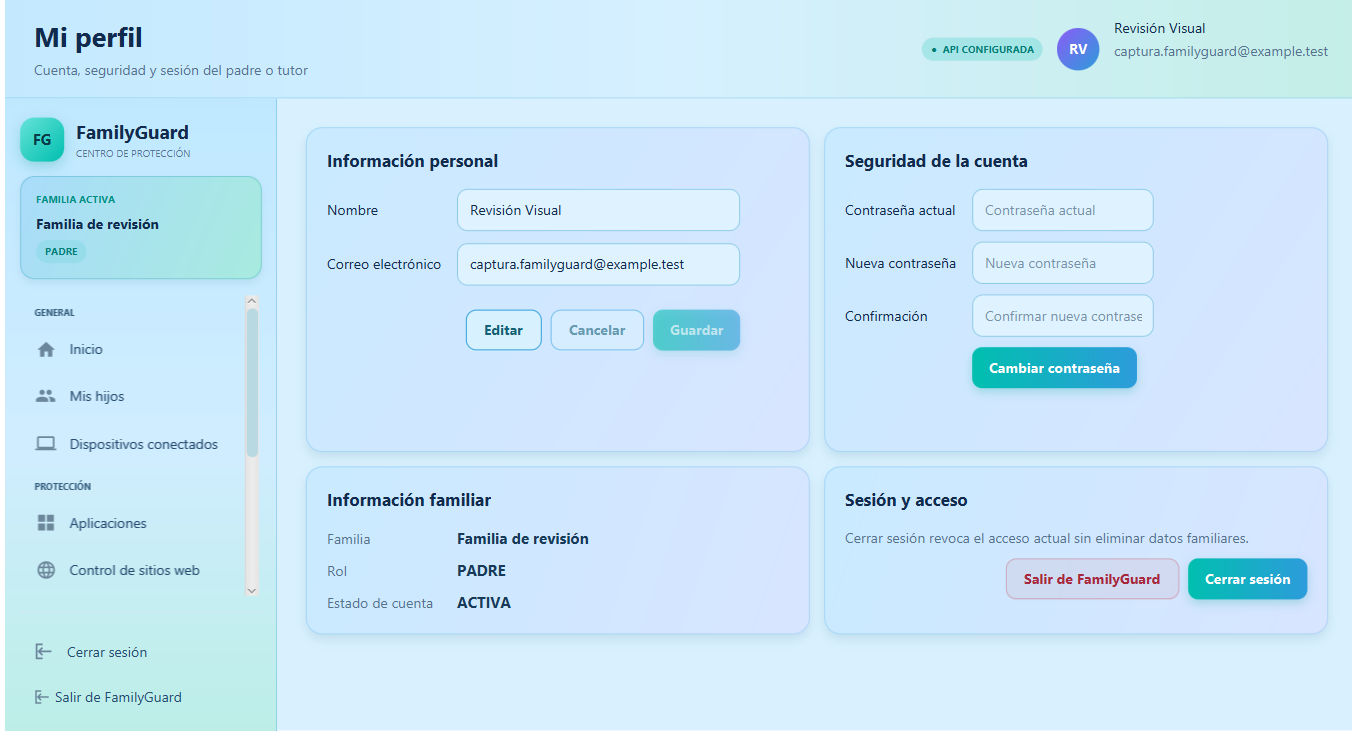 Mi perfil
Cuenta, seguridad y sesión del padre o tutor
● API CONFIGURADA
RV
Revisión Visual
captura.familyguard@example.test
FG
FamilyGuard
CENTRO DE PROTECCIÓN
FAMILIA ACTIVA
Familia de revisión
PADRE
GENERAL
Inicio
Mis hijos
Dispositivos conectados
PROTECCIÓN
Aplicaciones
Control de sitios web
Cerrar sesión
Salir de FamilyGuard
Información personal
Nombre
Revisión Visual
Correo electrónico
captura.familyguard@example.test
Editar
Cancelar
Guardar
Seguridad de la cuenta
Contraseña actual
Contraseña actual
Nueva contraseña
Nueva contraseña
Confirmación
Confirmar nueva contrase
Cambiar contraseña
Información familiar
Familia
Familia de revisión
Rol
PADRE
Estado de cuenta
ACTIVA
Sesión y acceso
Cerrar sesión revoca el acceso actual sin eliminar datos familiares.
Salir de FamilyGuard
Cerrar sesión